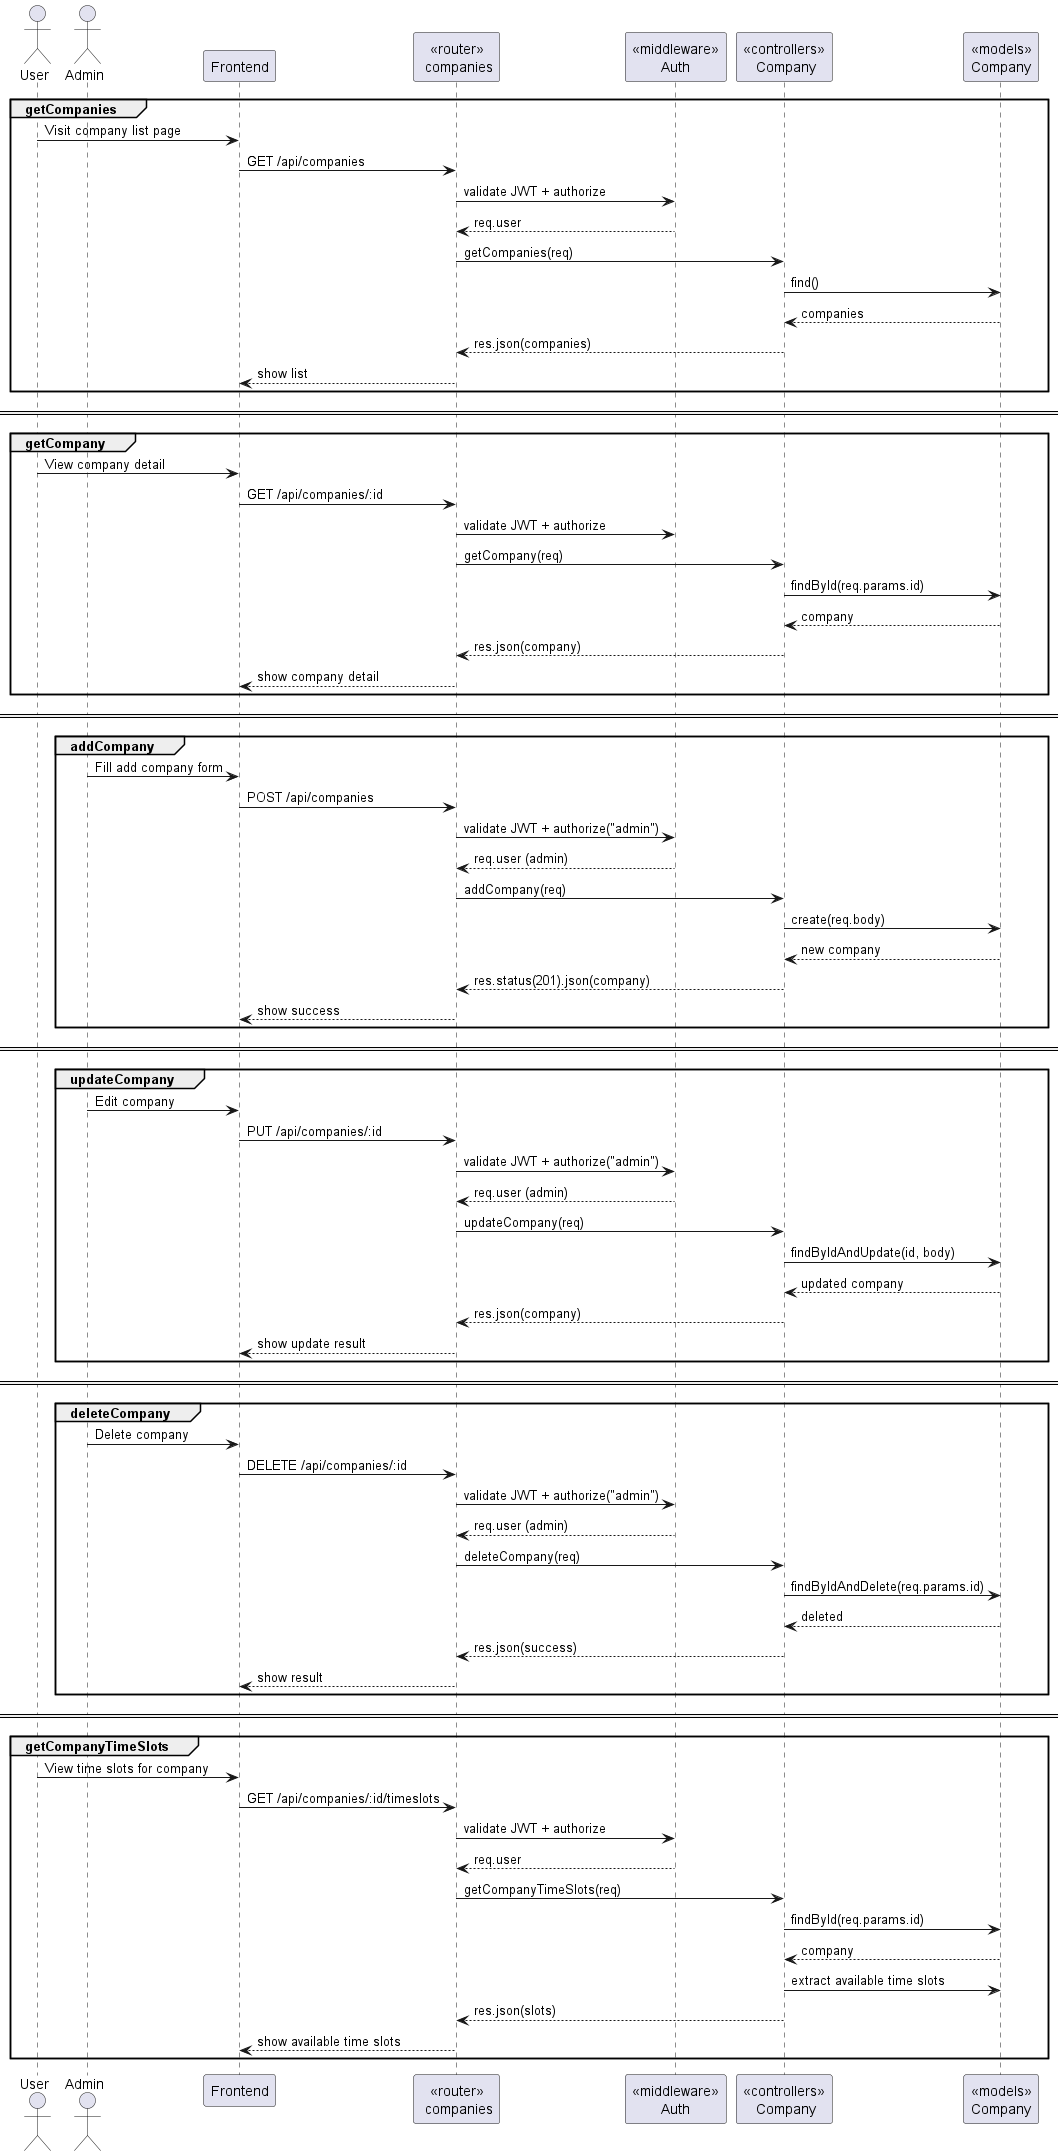 User
Admin
Frontend
«router»
companies
«middleware»
Auth
«controllers»
Company
«models»
Company
getCompanies
Visit company list page
GET /api/companies
validate JWT + authorize
req.user
getCompanies(req)
find()
companies
res.json(companies)
show list
getCompany
View company detail
GET /api/companies/:id
validate JWT + authorize
getCompany(req)
findById(req.params.id)
company
res.json(company)
show company detail
addCompany
Fill add company form
POST /api/companies
validate JWT + authorize("admin")
req.user (admin)
addCompany(req)
create(req.body)
new company
res.status(201).json(company)
show success
updateCompany
Edit company
PUT /api/companies/:id
validate JWT + authorize("admin")
req.user (admin)
updateCompany(req)
findByIdAndUpdate(id, body)
updated company
res.json(company)
show update result
deleteCompany
Delete company
DELETE /api/companies/:id
validate JWT + authorize("admin")
req.user (admin)
deleteCompany(req)
findByIdAndDelete(req.params.id)
deleted
res.json(success)
show result
getCompanyTimeSlots
View time slots for company
GET /api/companies/:id/timeslots
validate JWT + authorize
req.user
getCompanyTimeSlots(req)
findById(req.params.id)
company
extract available time slots
res.json(slots)
show available time slots
User
Admin
Frontend
«router»
companies
«middleware»
Auth
«controllers»
Company
«models»
Company